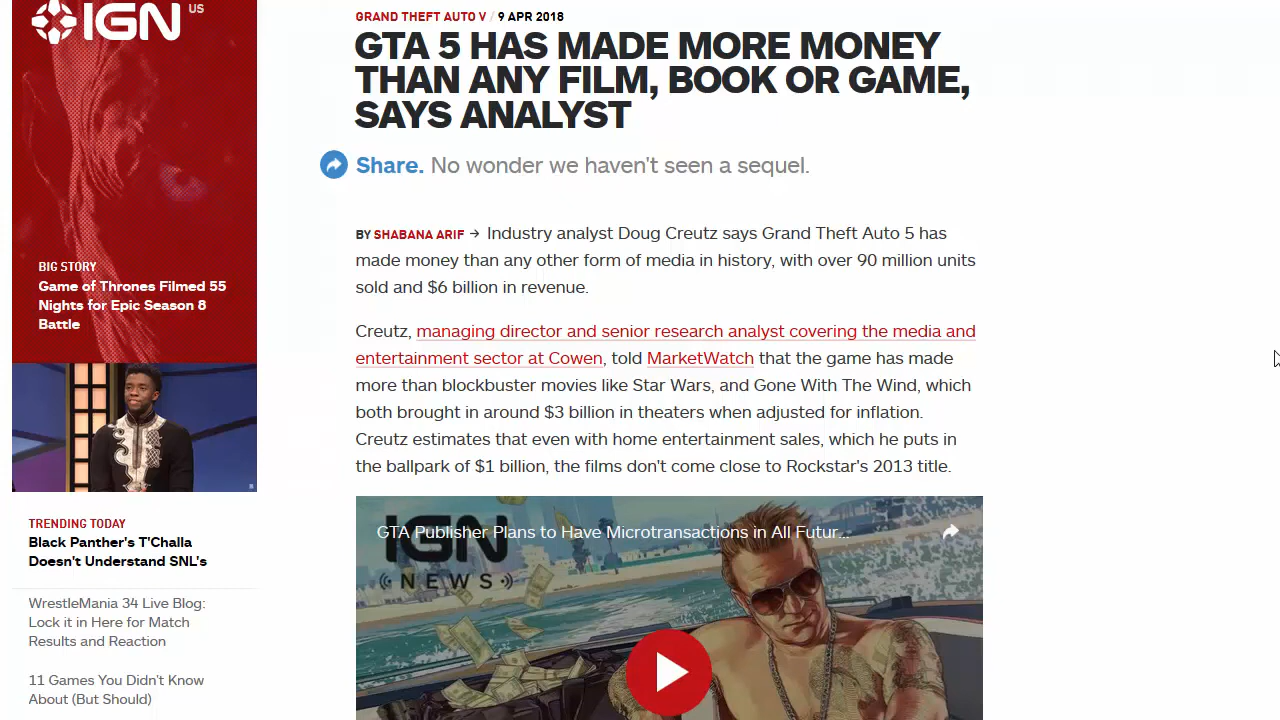 IGN US
BIG STORY
Game of Thrones Filmed 55
Nights for Epic Season 8
Battle
TRENDING TODAY
Black Panther's T'Challa
Doesn't Understand SNL's
WrestleMania 34 Live Blog:
Lock it in Here for Match
Results and Reaction
11 Games You Didn't Know
About (But Should)
GRAND THEFT AUTO V / 9 APR 2018
GTA 5 HAS MADE MORE MONEY
THAN ANY FILM, BOOK OR GAME,
SAYS ANALYST
Share. No wonder we haven't seen a sequel.
BY SHABANA ARIF → Industry analyst Doug Creutz says Grand Theft Auto 5 has
made money than any other form of media in history, with over 90 million units
sold and $6 billion in revenue.
Creutz, managing director and senior research analyst covering the media and
entertainment sector at Cowen, told MarketWatch that the game has made
more than blockbuster movies like Star Wars, and Gone With The Wind, which
both brought in around $3 billion in theaters when adjusted for inflation.
Creutz estimates that even with home entertainment sales, which he puts in
the ballpark of $1 billion, the films don't come close to Rockstar's 2013 title.
GTA Publisher Plans to Have Microtransactions in All Futur...
IGN
NEWS